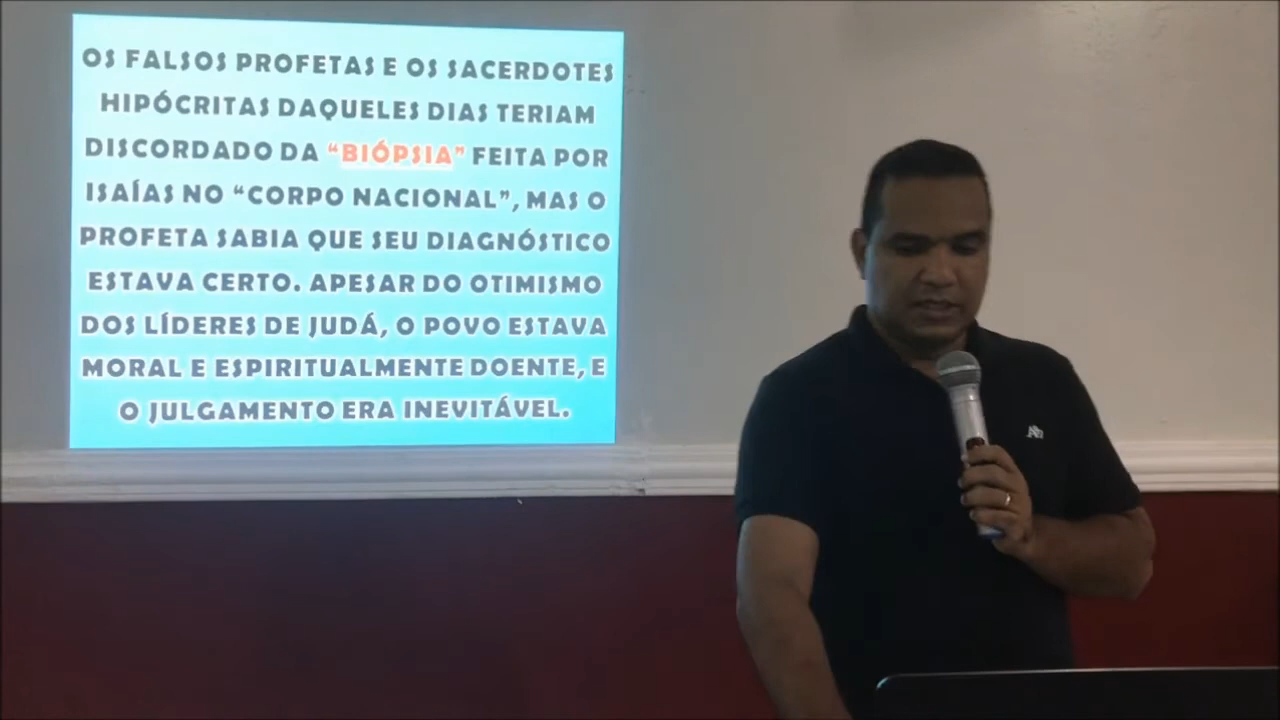 OS FALSOS PROFETAS E OS SACERDOTES
HIPÓCRITAS DAQUELES DIAS TERIAM
DISCORDADO DA “BIÓPSIA” FEITA POR
ISAÍAS NO “CORPO NACIONAL”, MAS O
PROFETA SABIA QUE SEU DIAGNÓSTICO
ESTAVA CERTO. APESAR DO OTIMISMO
DOS LÍDERES DE JUDÁ, O POVO ESTAVA
MORAL E ESPIRITUALMENTE DOENTE, E
O JULGAMENTO ERA INEVITÁVEL.